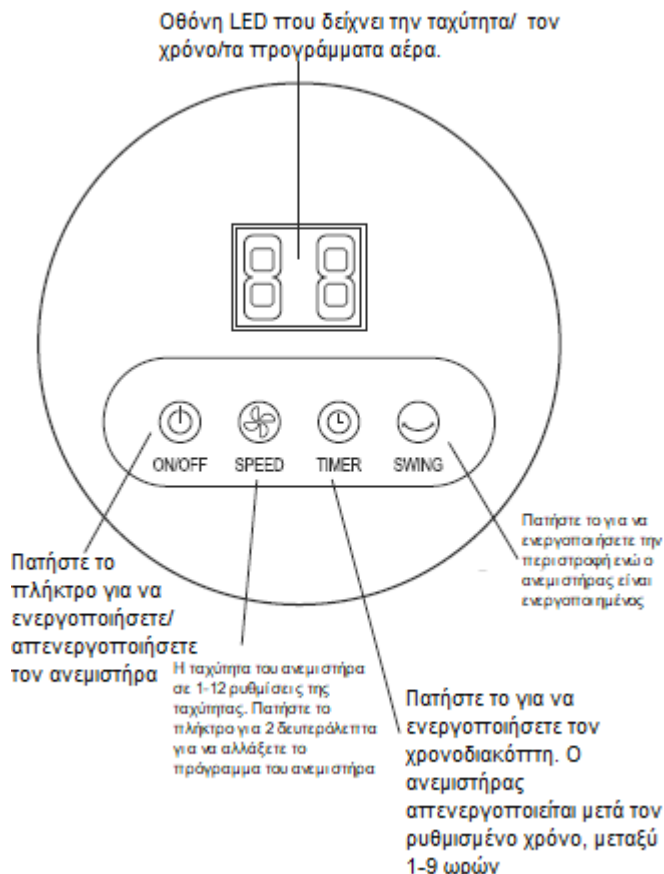 Οθόνη LED που δείχνει την ταχύτητα/ τον
χρόνο/τα προγράμματα αέρα.
88
ON/OFF SPEED TIMER SWING
Πατήστε το
πλήκτρο για να
ενεργοποιήσετε/
απενεργοποιήσετε
τον ανεμιστήρα
Η ταχύτητα του ανεμιστήρα
σε 1-12 ρυθμίσεις της
ταχύτητας. Πατήστε το
πλήκτρο για 2 δευτερόλεπτα
για να αλλάξετε το
πρόγραμμα του ανεμιστήρα
Πατήστε το για να
ενεργοποιήσετε τον
χρονοδιακόπτη. Ο
ανεμιστήρας
απενεργοποιείται μετά τον
ρυθμισμένο χρόνο, μεταξύ
1-9 ωρών
Πατήστε το για να
ενεργοποιήσετε την
περιστροφή ενώ ο
ανεμιστήρας είναι
ενεργοποιημένος